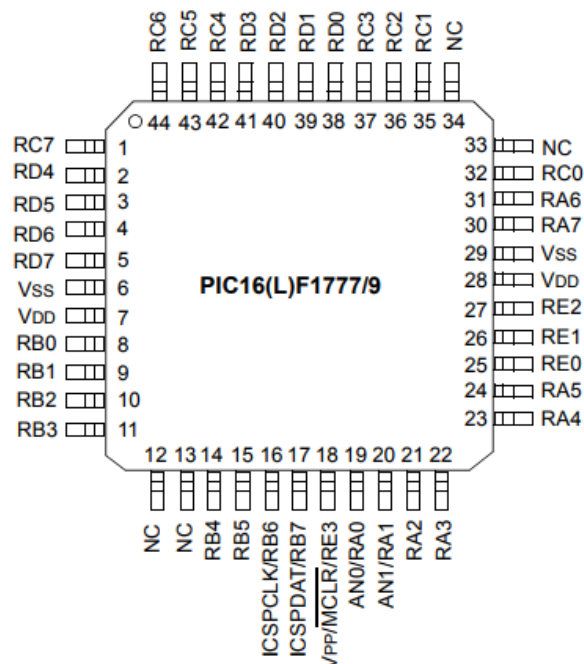 RC6 RC5 RC4 RD3 RD2 RD1 RD0 RC3 RC2 RC1 NC
44 43 42 41 40 39 38 37 36 35 34
RC7 1 33 NC
RD4 2 32 RC0
RD5 3 31 RA6
RD6 4 30 RA7
RD7 5 29 VSS
VSS 6 28 VDD
PIC16(L)F1777/9
VDD 7 27 RE2
RB0 8 26 RE1
RB1 9 25 RE0
RB2 10 24 RA5
RB3 11 23 RA4
12 13 14 15 16 17 18 19 20 21 22
NC NC RB4 RB5 ICSPCLK/RB6 ICSPDAT/RB7 VPP/MCLR/RE3 AN0/RA0 AN1/RA1 RA2 RA3